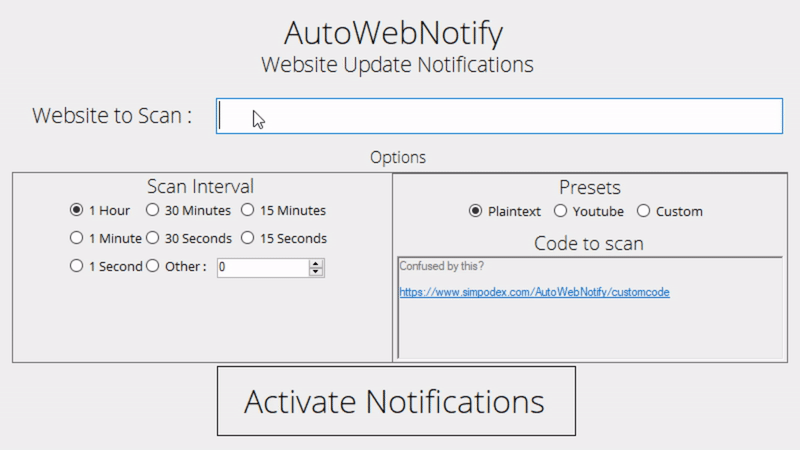 AutoWebNotify
Website Update Notifications
Website to Scan :
Options
Scan Interval
1 Hour 30 Minutes 15 Minutes
1 Minute 30 Seconds 15 Seconds
1 Second Other : 0
Presets
Plaintext Youtube Custom
Code to scan
Confused by this?
https://www.simpodex.com/AutoWebNotify/customcode
Activate Notifications